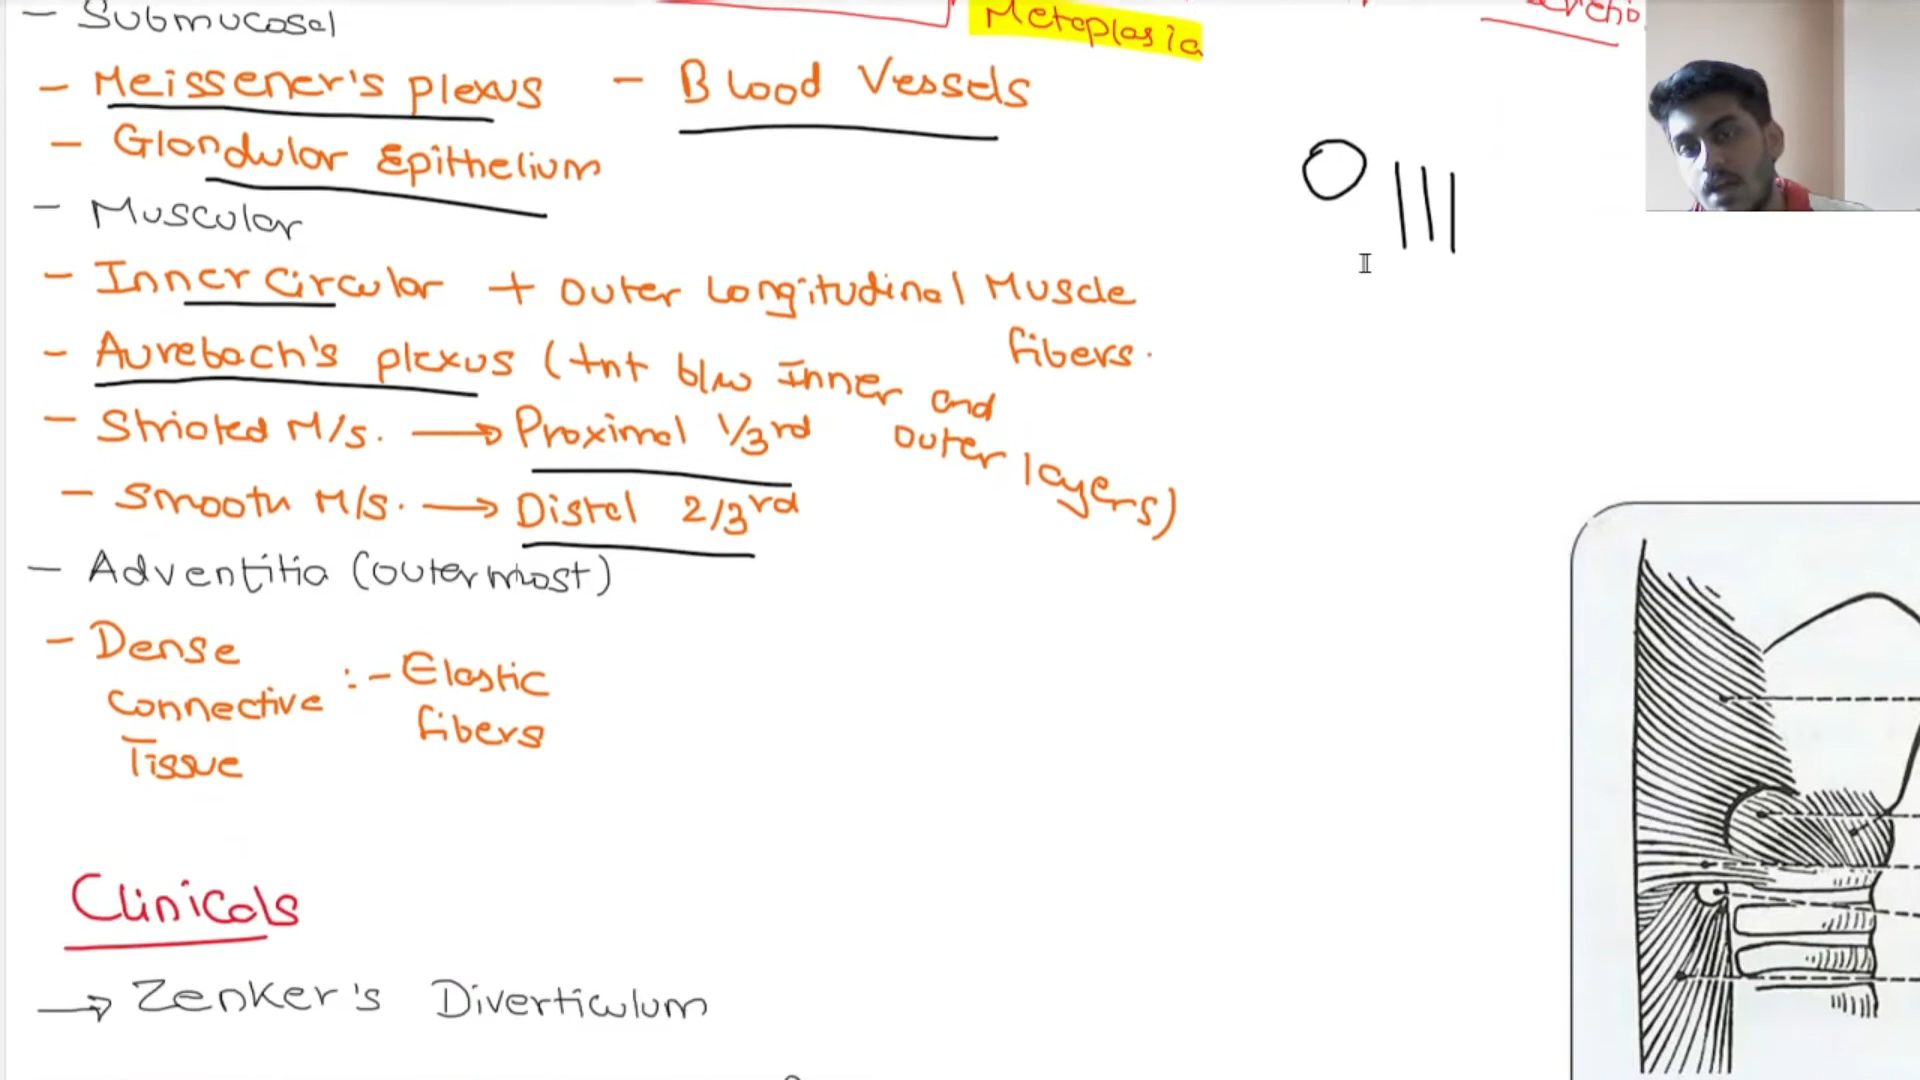 - Submucosal
Metaplasia
- Meissener's plexus - Blood Vessels
- Glandular Epithelium
- Muscular
- Inner Circular + Outer Longitudinal Muscle
fibers.
- Aurebach's plexus (tnt b/w Inner and
outer layers)
- Striated M/s. → Proximal 1/3rd
- Smooth M/s. → Distal 2/3rd
- Adventitia (outermost)
- Dense
connective
Tissue
:- Elastic
fibers
Clinicals
→ Zenker's Diverticulum